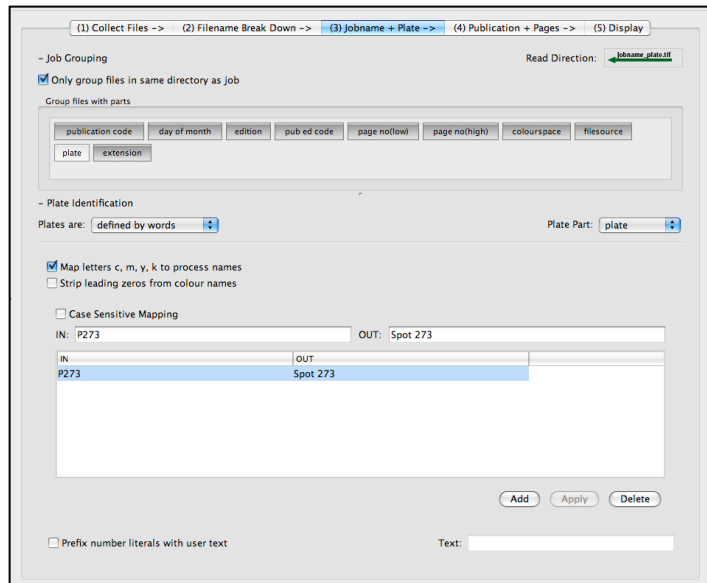 (1) Collect Files -> (2) Filename Break Down -> (3) Jobname + Plate -> (4) Publication + Pages -> (5) Display
– Job Grouping Read Direction: Jobname_plate.tif
Only group files in same directory as job
Group files with parts
publication code day of month edition pub ed code page no(low) page no(high) colourspace filesource
plate extension
– Plate Identification
Plates are: defined by words Plate Part: plate
Map letters c, m, y, k to process names
Strip leading zeros from colour names
Case Sensitive Mapping
IN: P273 OUT: Spot 273
IN OUT
P273 Spot 273
Add Apply Delete
Prefix number literals with user text Text: